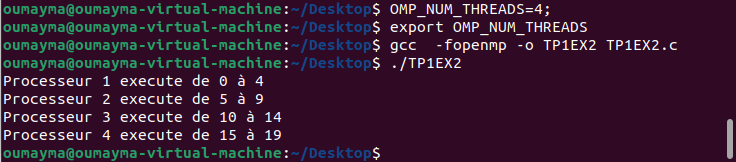 oumayma@oumayma-virtual-machine:~/Desktop$ OMP_NUM_THREADS=4;
oumayma@oumayma-virtual-machine:~/Desktop$ export OMP_NUM_THREADS
oumayma@oumayma-virtual-machine:~/Desktop$ gcc  -fopenmp -o TP1EX2 TP1EX2.c
oumayma@oumayma-virtual-machine:~/Desktop$ ./TP1EX2
Processeur 1 execute de 0 à 4
Processeur 2 execute de 5 à 9
Processeur 3 execute de 10 à 14
Processeur 4 execute de 15 à 19
oumayma@oumayma-virtual-machine:~/Desktop$